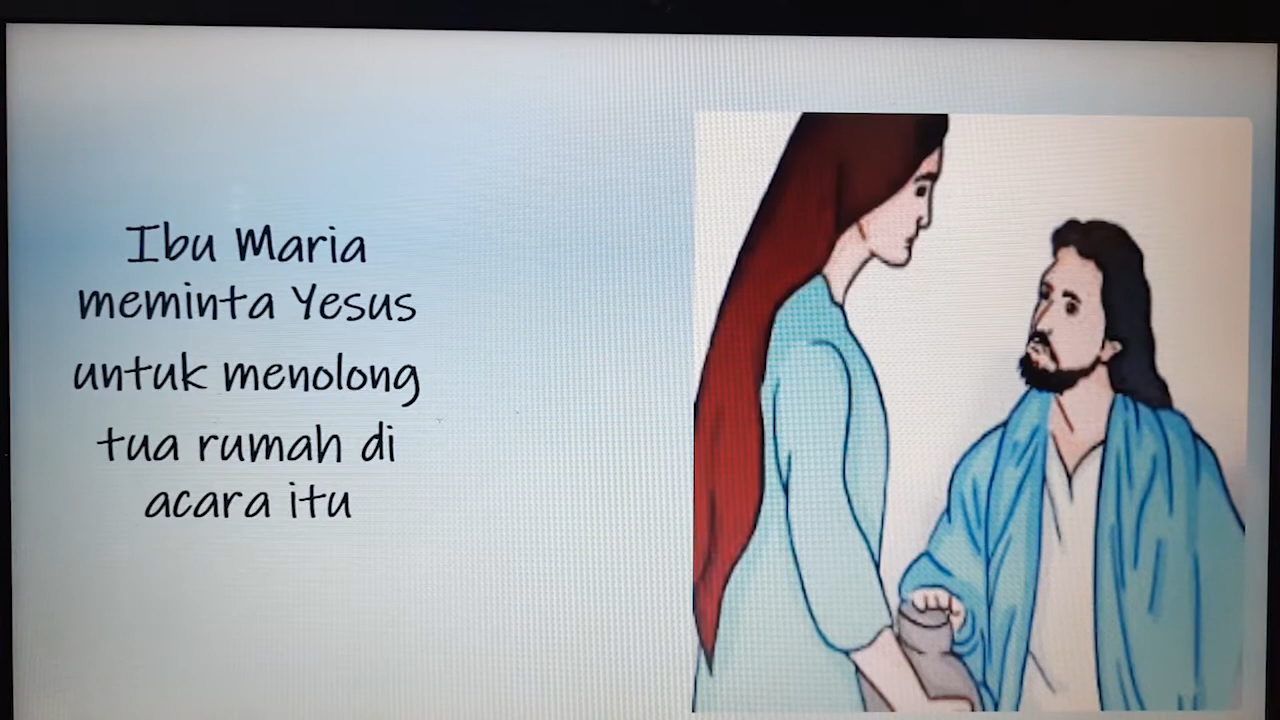 Ibu Maria
meminta Yesus
untuk menolong
tua rumah di
acara itu